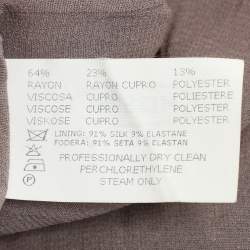 64% 23% 13%
RAYON RAYON CUPRO POLYESTER
VISCOSA CUPRO POLIESTERE
VISCOSE CUPRO POLYESTER
VISKOSE CUPRO POLYESTER
LINING: 91% SILK 9% ELASTANE
FODERA: 91% SETA 9% ELASTAN
PROFESSIONALLY DRY CLEAN
PERCHLORETHYLENE
STEAM ONLY
P